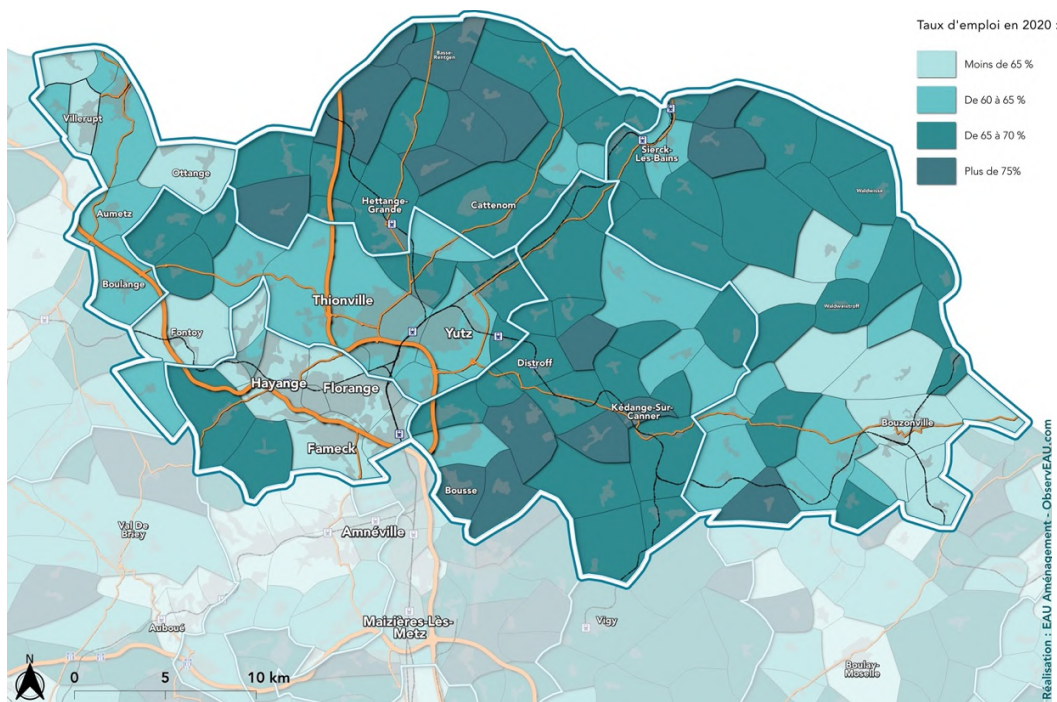 Taux d'emploi en 2020 :
Moins de 65 %
De 60 à 65 %
De 65 à 70 %
Plus de 75%
Basse-
Rentgen
Villerupt
Sierck-
Les-Bains
Ottange
Waldwisse
Hettange-
Grande
Cattenom
Aumetz
Boulange
Thionville
Waldweistroff
Fontoy
Yutz
Distroff
Hayange
Florange
Kédange-Sur-
Canner
Bouzonville
Fameck
Bousse
Val De
Briey
Amnéville
Maizières-Lès-
Metz
Vigy
Auboué
Boulay-
Moselle
N
0 5 10 km
Réalisation : EAU Aménagement - ObservEAU.com